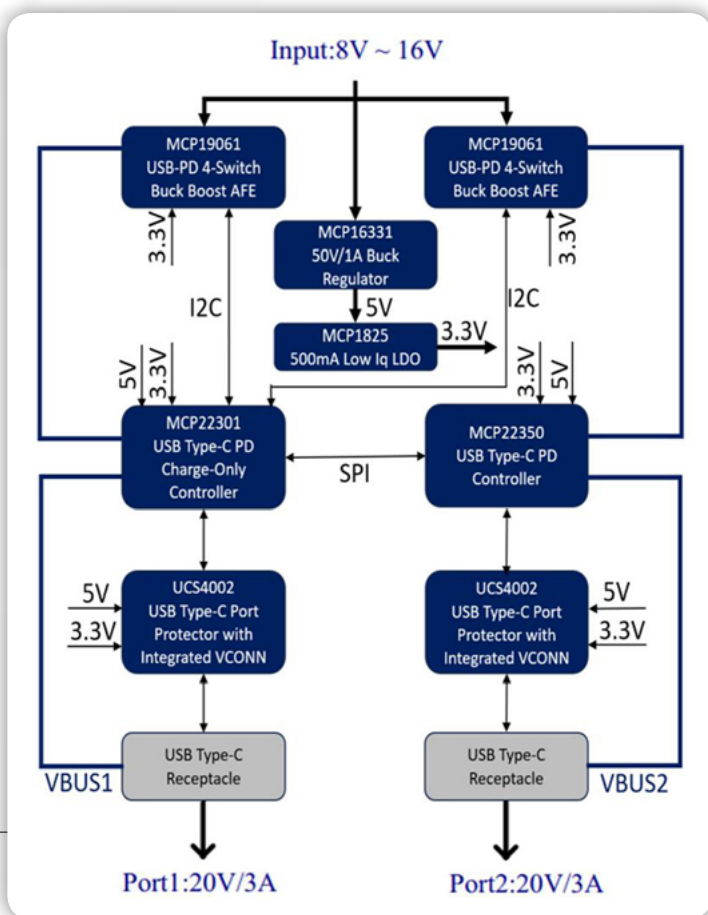 Input:8V ~ 16V
MCP19061
USB-PD 4-Switch
Buck Boost AFE
MCP19061
USB-PD 4-Switch
Buck Boost AFE
3.3V
3.3V
MCP16331
50V/1A Buck
Regulator
I2C
I2C
5V
MCP1825
500mA Low Iq LDO
3.3V
5V
3.3V
3.3V
5V
MCP22301
USB Type-C PD
Charge-Only
Controller
SPI
MCP22350
USB Type-C PD
Controller
5V
3.3V
UCS4002
USB Type-C Port
Protector with
Integrated VCONN
UCS4002
USB Type-C Port
Protector with
Integrated VCONN
5V
3.3V
VBUS1
USB Type-C
Receptacle
USB Type-C
Receptacle
VBUS2
Port1:20V/3A
Port2:20V/3A